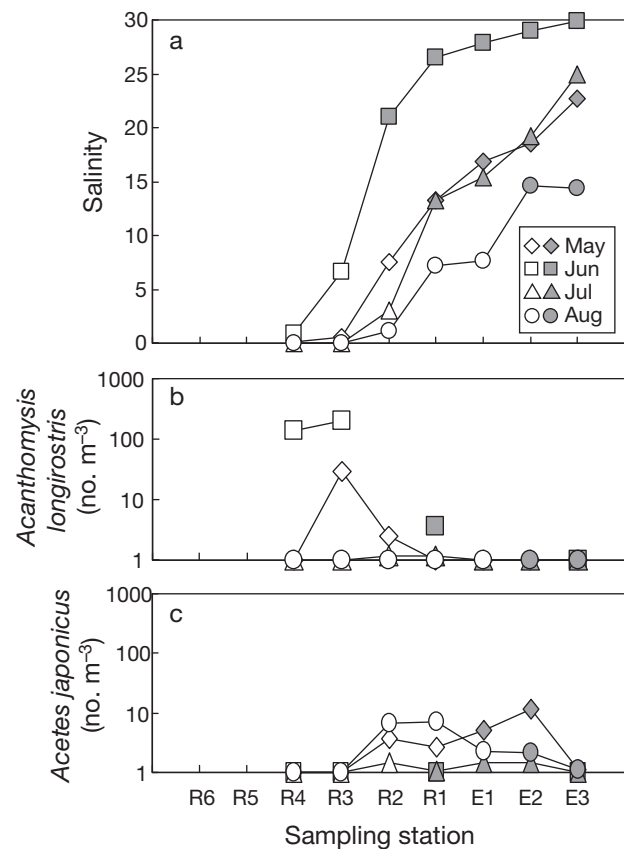 a
30
25
20
15
10
5
0
Salinity
May
Jun
Jul
Aug
b
1000
100
10
1
Acanthomysis
longirostris
(no. m⁻³)
c
1000
100
10
1
Acetes japonicus
(no. m⁻³)
R6 R5 R4 R3 R2 R1 E1 E2 E3
Sampling station